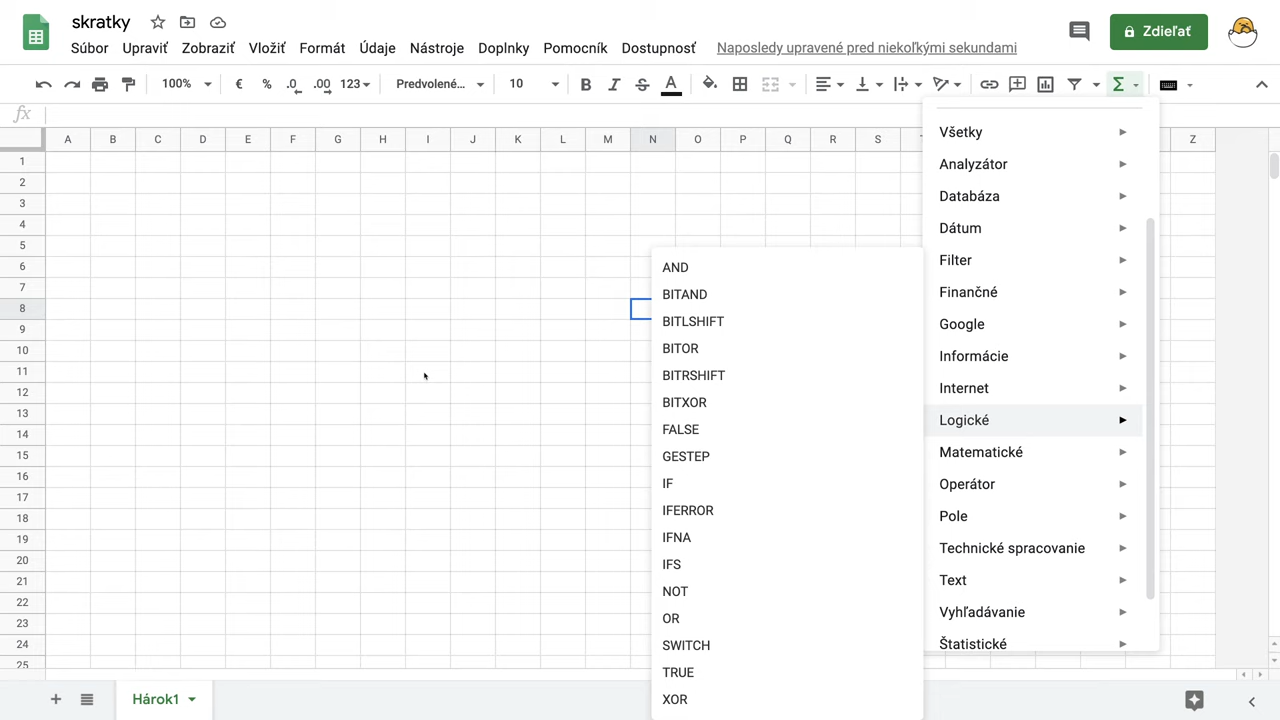 skratky
Súbor Upraviť Zobraziť Vložiť Formát Údaje Nástroje Doplnky Pomocník Dostupnosť Naposledy upravené pred niekoľkými sekundami
Zdieľať
100% € % .0 .00 123 Predvolené... 10 B I S A Σ
fx
A B C D E F G H I J K L M N O P Q R S Z
1
2
3
4
5
6
7
8
9
10
11
12
13
14
15
16
17
18
19
20
21
22
23
24
25
AND
BITAND
BITLSHIFT
BITOR
BITRSHIFT
BITXOR
FALSE
GESTEP
IF
IFERROR
IFNA
IFS
NOT
OR
SWITCH
TRUE
XOR
Všetky
Analyzátor
Databáza
Dátum
Filter
Finančné
Google
Informácie
Internet
Logické
Matematické
Operátor
Pole
Technické spracovanie
Text
Vyhľadávanie
Štatistické
Hárok1